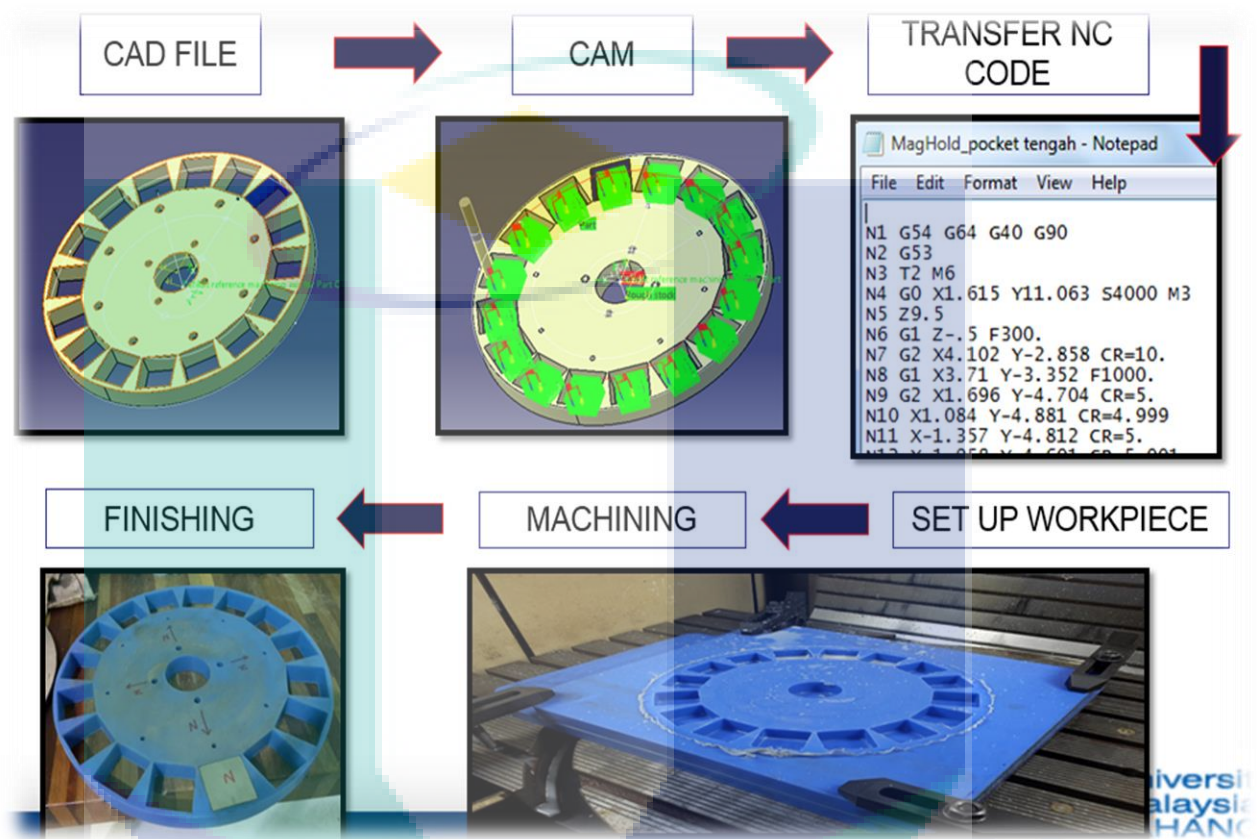 CAD FILE
CAM
TRANSFER NC
CODE
MagHold_pocket tengah - Notepad
File Edit Format View Help
N1 G54 G64 G40 G90
N2 G53
N3 T2 M6
N4 G0 X1.615 Y11.063 S4000 M3
N5 Z9.5
N6 G1 Z-.5 F300.
N7 G2 X4.102 Y-2.858 CR=10.
N8 G1 X3.71 Y-3.352 F1000.
N9 G2 X1.696 Y-4.704 CR=5.
N10 X1.084 Y-4.881 CR=4.999
N11 X-1.357 Y-4.812 CR=5.
FINISHING
MACHINING
SET UP WORKPIECE
N
N